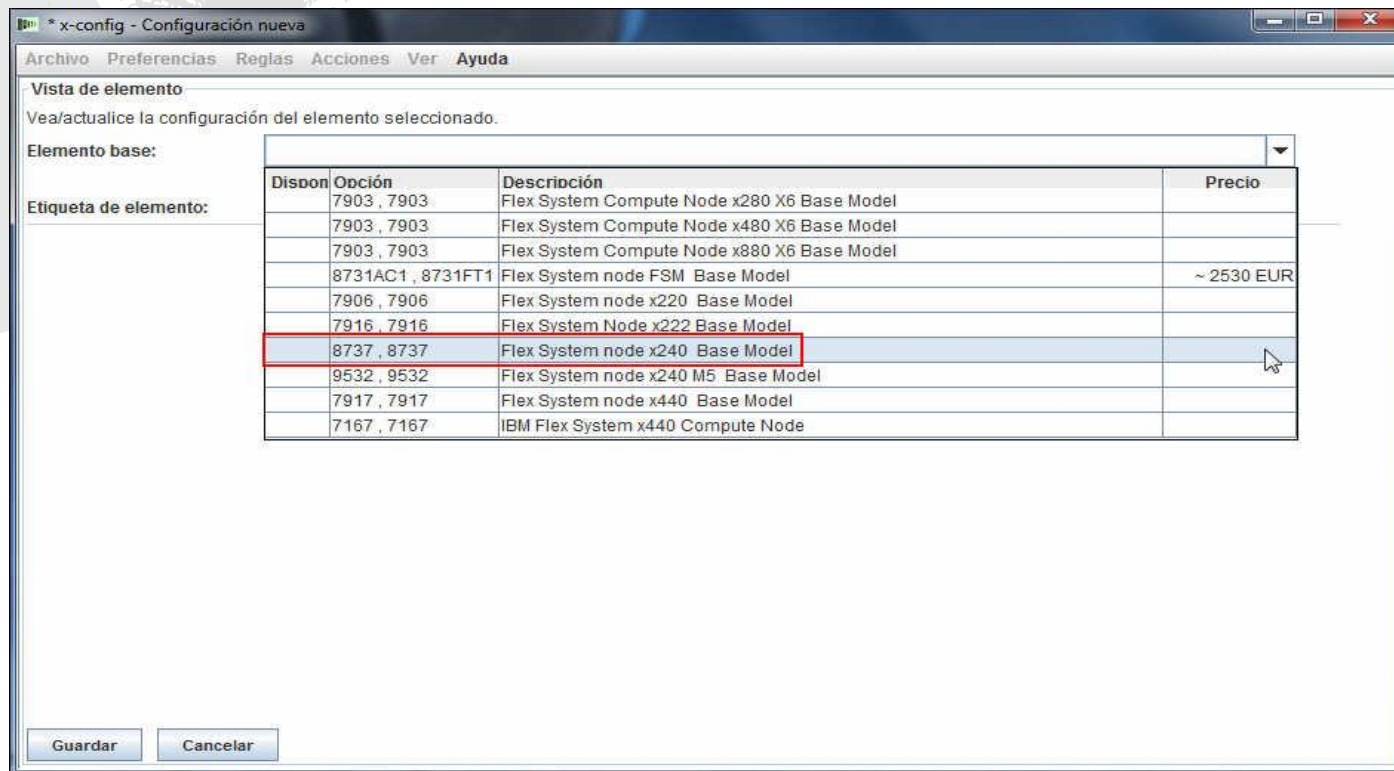 * x-config - Configuración nueva
Archivo Preferencias Reglas Acciones Ver Ayuda
Vista de elemento
Vea/actualice la configuración del elemento seleccionado.
Elemento base:
Dispon Opción Descripción Precio
7903 , 7903 Flex System Compute Node x280 X6 Base Model
Etiqueta de elemento:
7903 , 7903 Flex System Compute Node x480 X6 Base Model
7903 , 7903 Flex System Compute Node x880 X6 Base Model
8731AC1 , 8731FT1 Flex System node FSM Base Model ~ 2530 EUR
7906 , 7906 Flex System node x220 Base Model
7916 , 7916 Flex System Node x222 Base Model
8737 , 8737 Flex System node x240 Base Model
9532 , 9532 Flex System node x240 M5 Base Model
7917 , 7917 Flex System node x440 Base Model
7167 , 7167 IBM Flex System x440 Compute Node
Guardar Cancelar